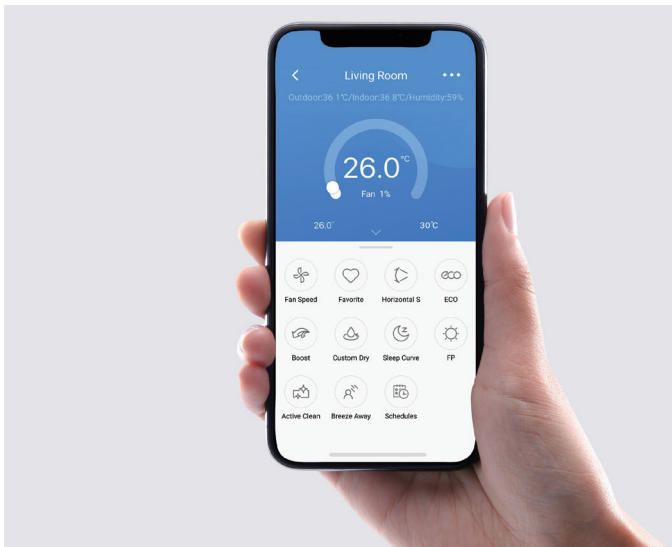 Living Room
Outdoor:36.1°C/Indoor:36.8°C/Humidity:59%
26.0°C
Fan 1%
26.0°
30°C
Fan Speed Favorite Horizontal S ECO
eco
Boost Custom Dry Sleep Curve FP
Active Clean Breeze Away Schedules